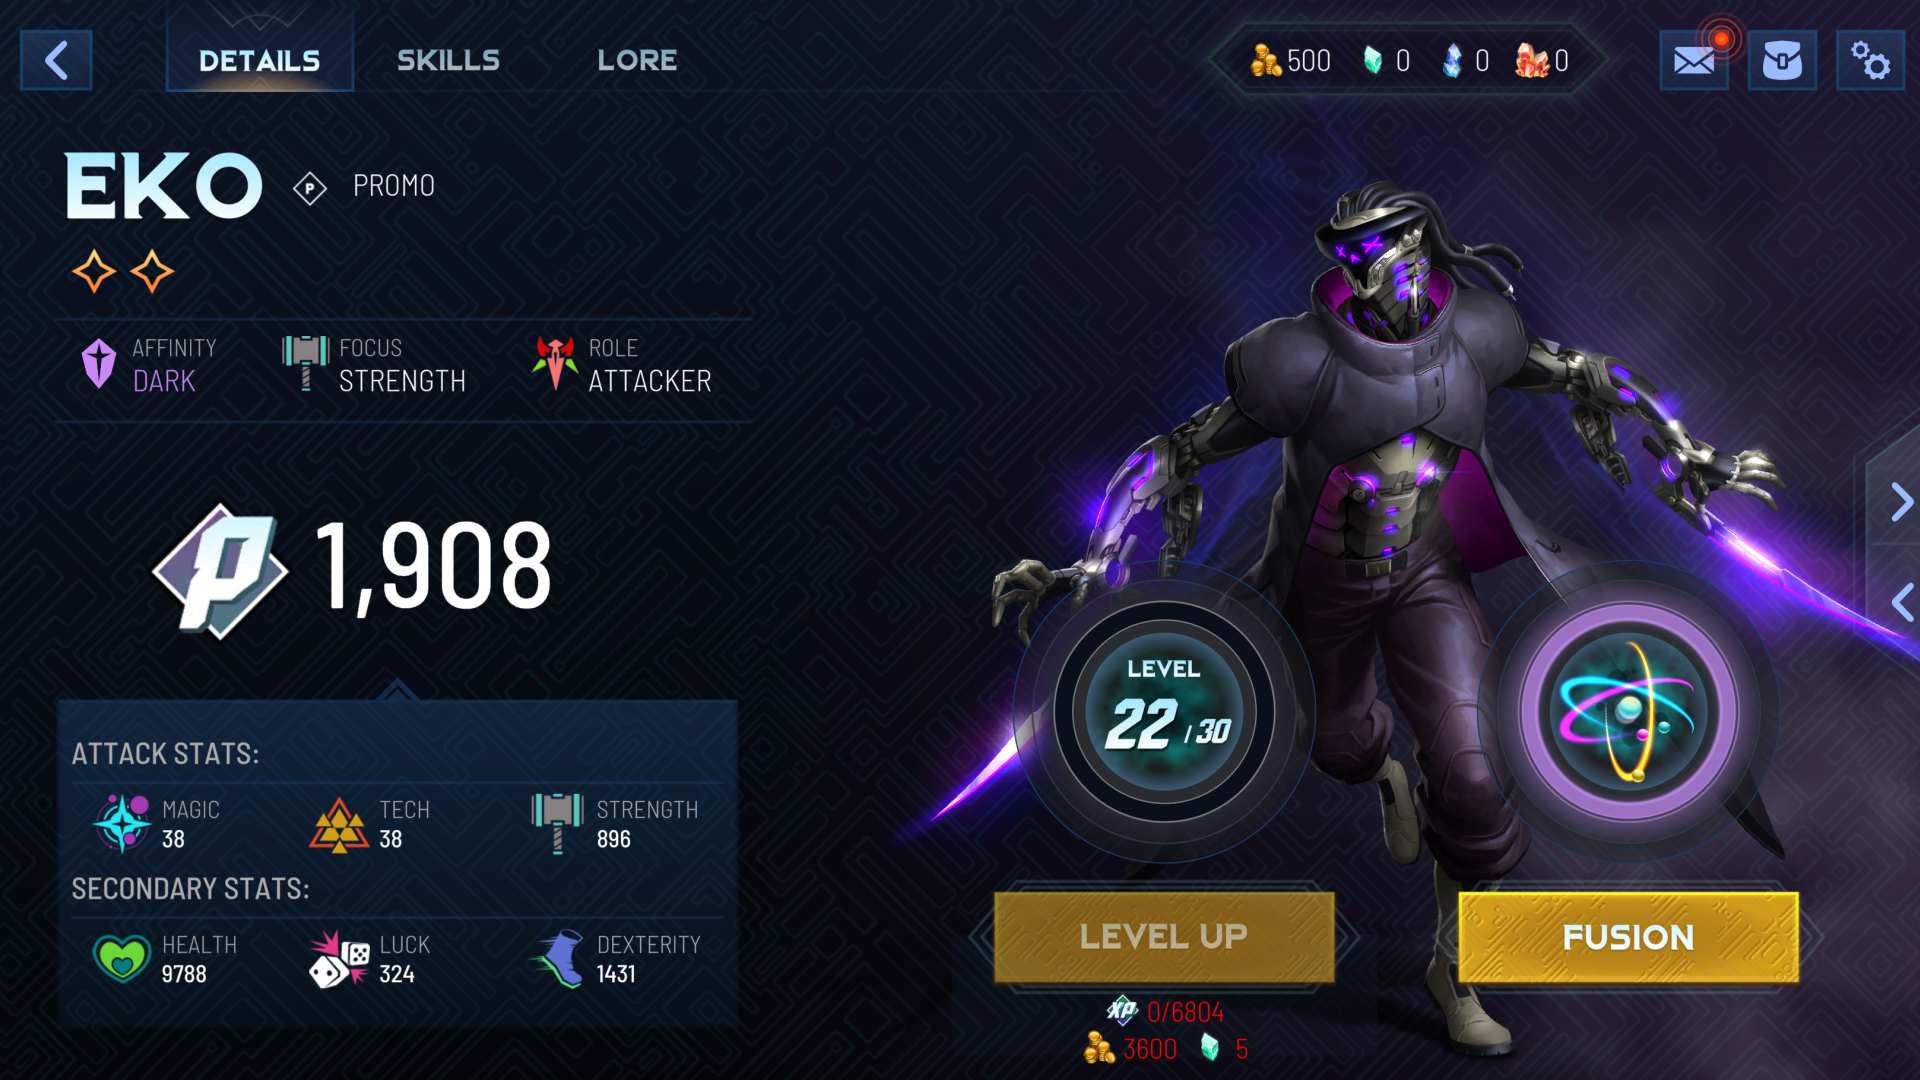 DETAILS
SKILLS
LORE
500
0
0
0
EKO
P
PROMO
AFFINITY
DARK
FOCUS
STRENGTH
ROLE
ATTACKER
P
1,908
ATTACK STATS:
MAGIC
38
TECH
38
STRENGTH
896
SECONDARY STATS:
HEALTH
9788
LUCK
324
DEXTERITY
1431
LEVEL
22 / 30
LEVEL UP
XP 0/6804
3600 5
FUSION